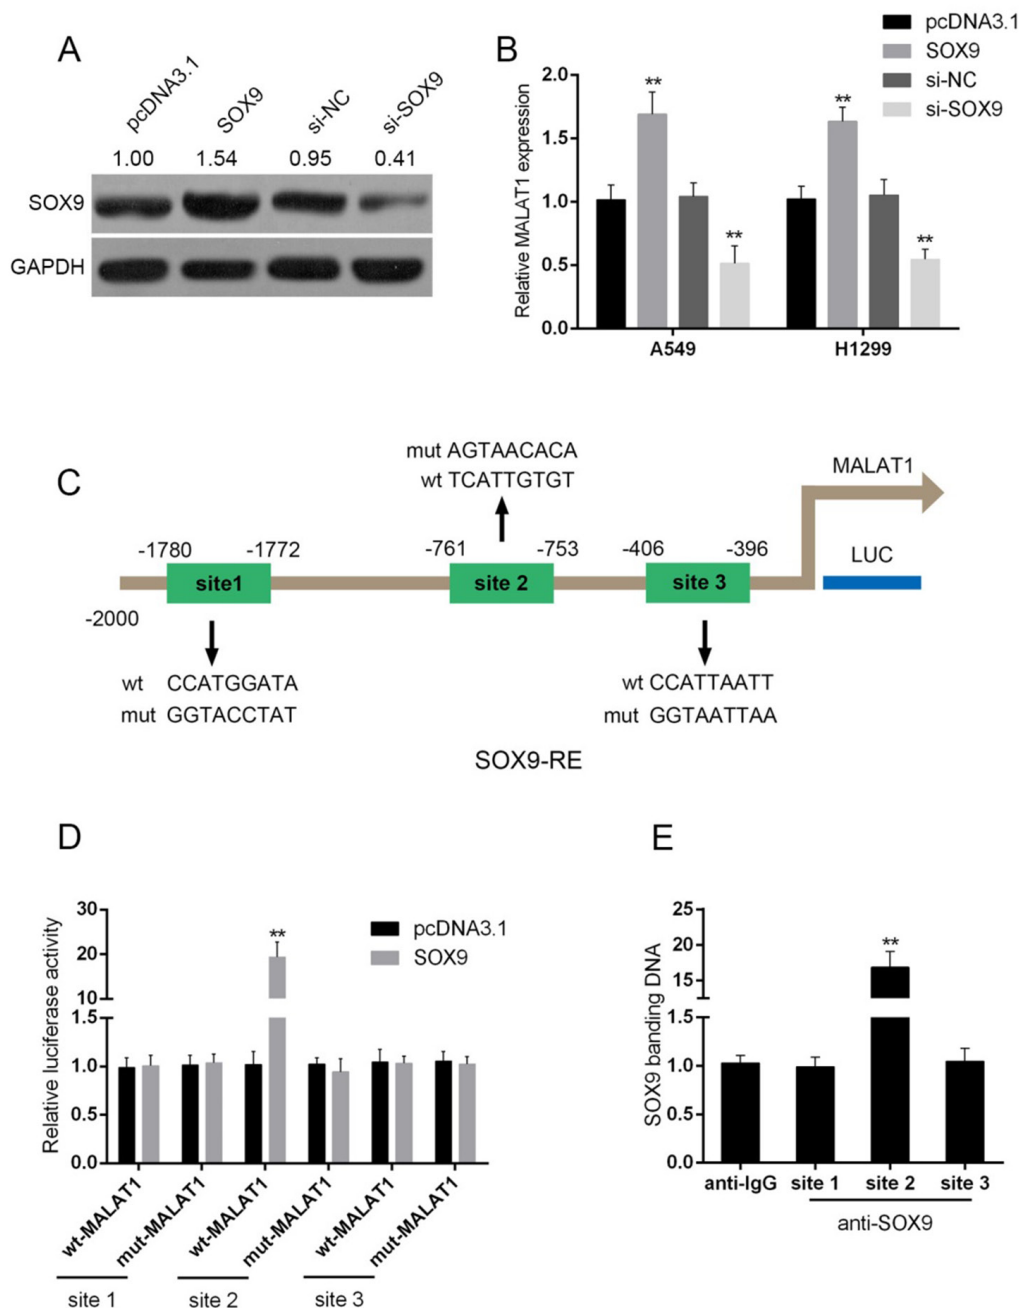 A
pcDNA3.1
SOX9
si-NC
si-SOX9
1.00 1.54 0.95 0.41
SOX9
GAPDH
B
pcDNA3.1
SOX9
si-NC
si-SOX9
Relative MALAT1 expression
2.0
1.5
1.0
0.5
0.0
** ** ** **
A549 H1299
C
mut AGTAACACA
wt TCATTGTGT
MALAT1
-1780 -1772 -761 -753 -406 -396
LUC
site1 site 2 site 3
-2000
wt CCATGGATA
mut GGTACCTAT
wt CCATTAATT
mut GGTAATTAA
SOX9-RE
D
Relative luciferase activity
30
20
10
1.5
1.0
0.5
0.0
**
pcDNA3.1
SOX9
wt-MALAT1
mut-MALAT1
wt-MALAT1
mut-MALAT1
wt-MALAT1
mut-MALAT1
site 1 site 2 site 3
E
SOX9 banding DNA
25
20
15
10
1.5
1.0
0.5
0.0
**
anti-IgG site 1 site 2 site 3
anti-SOX9